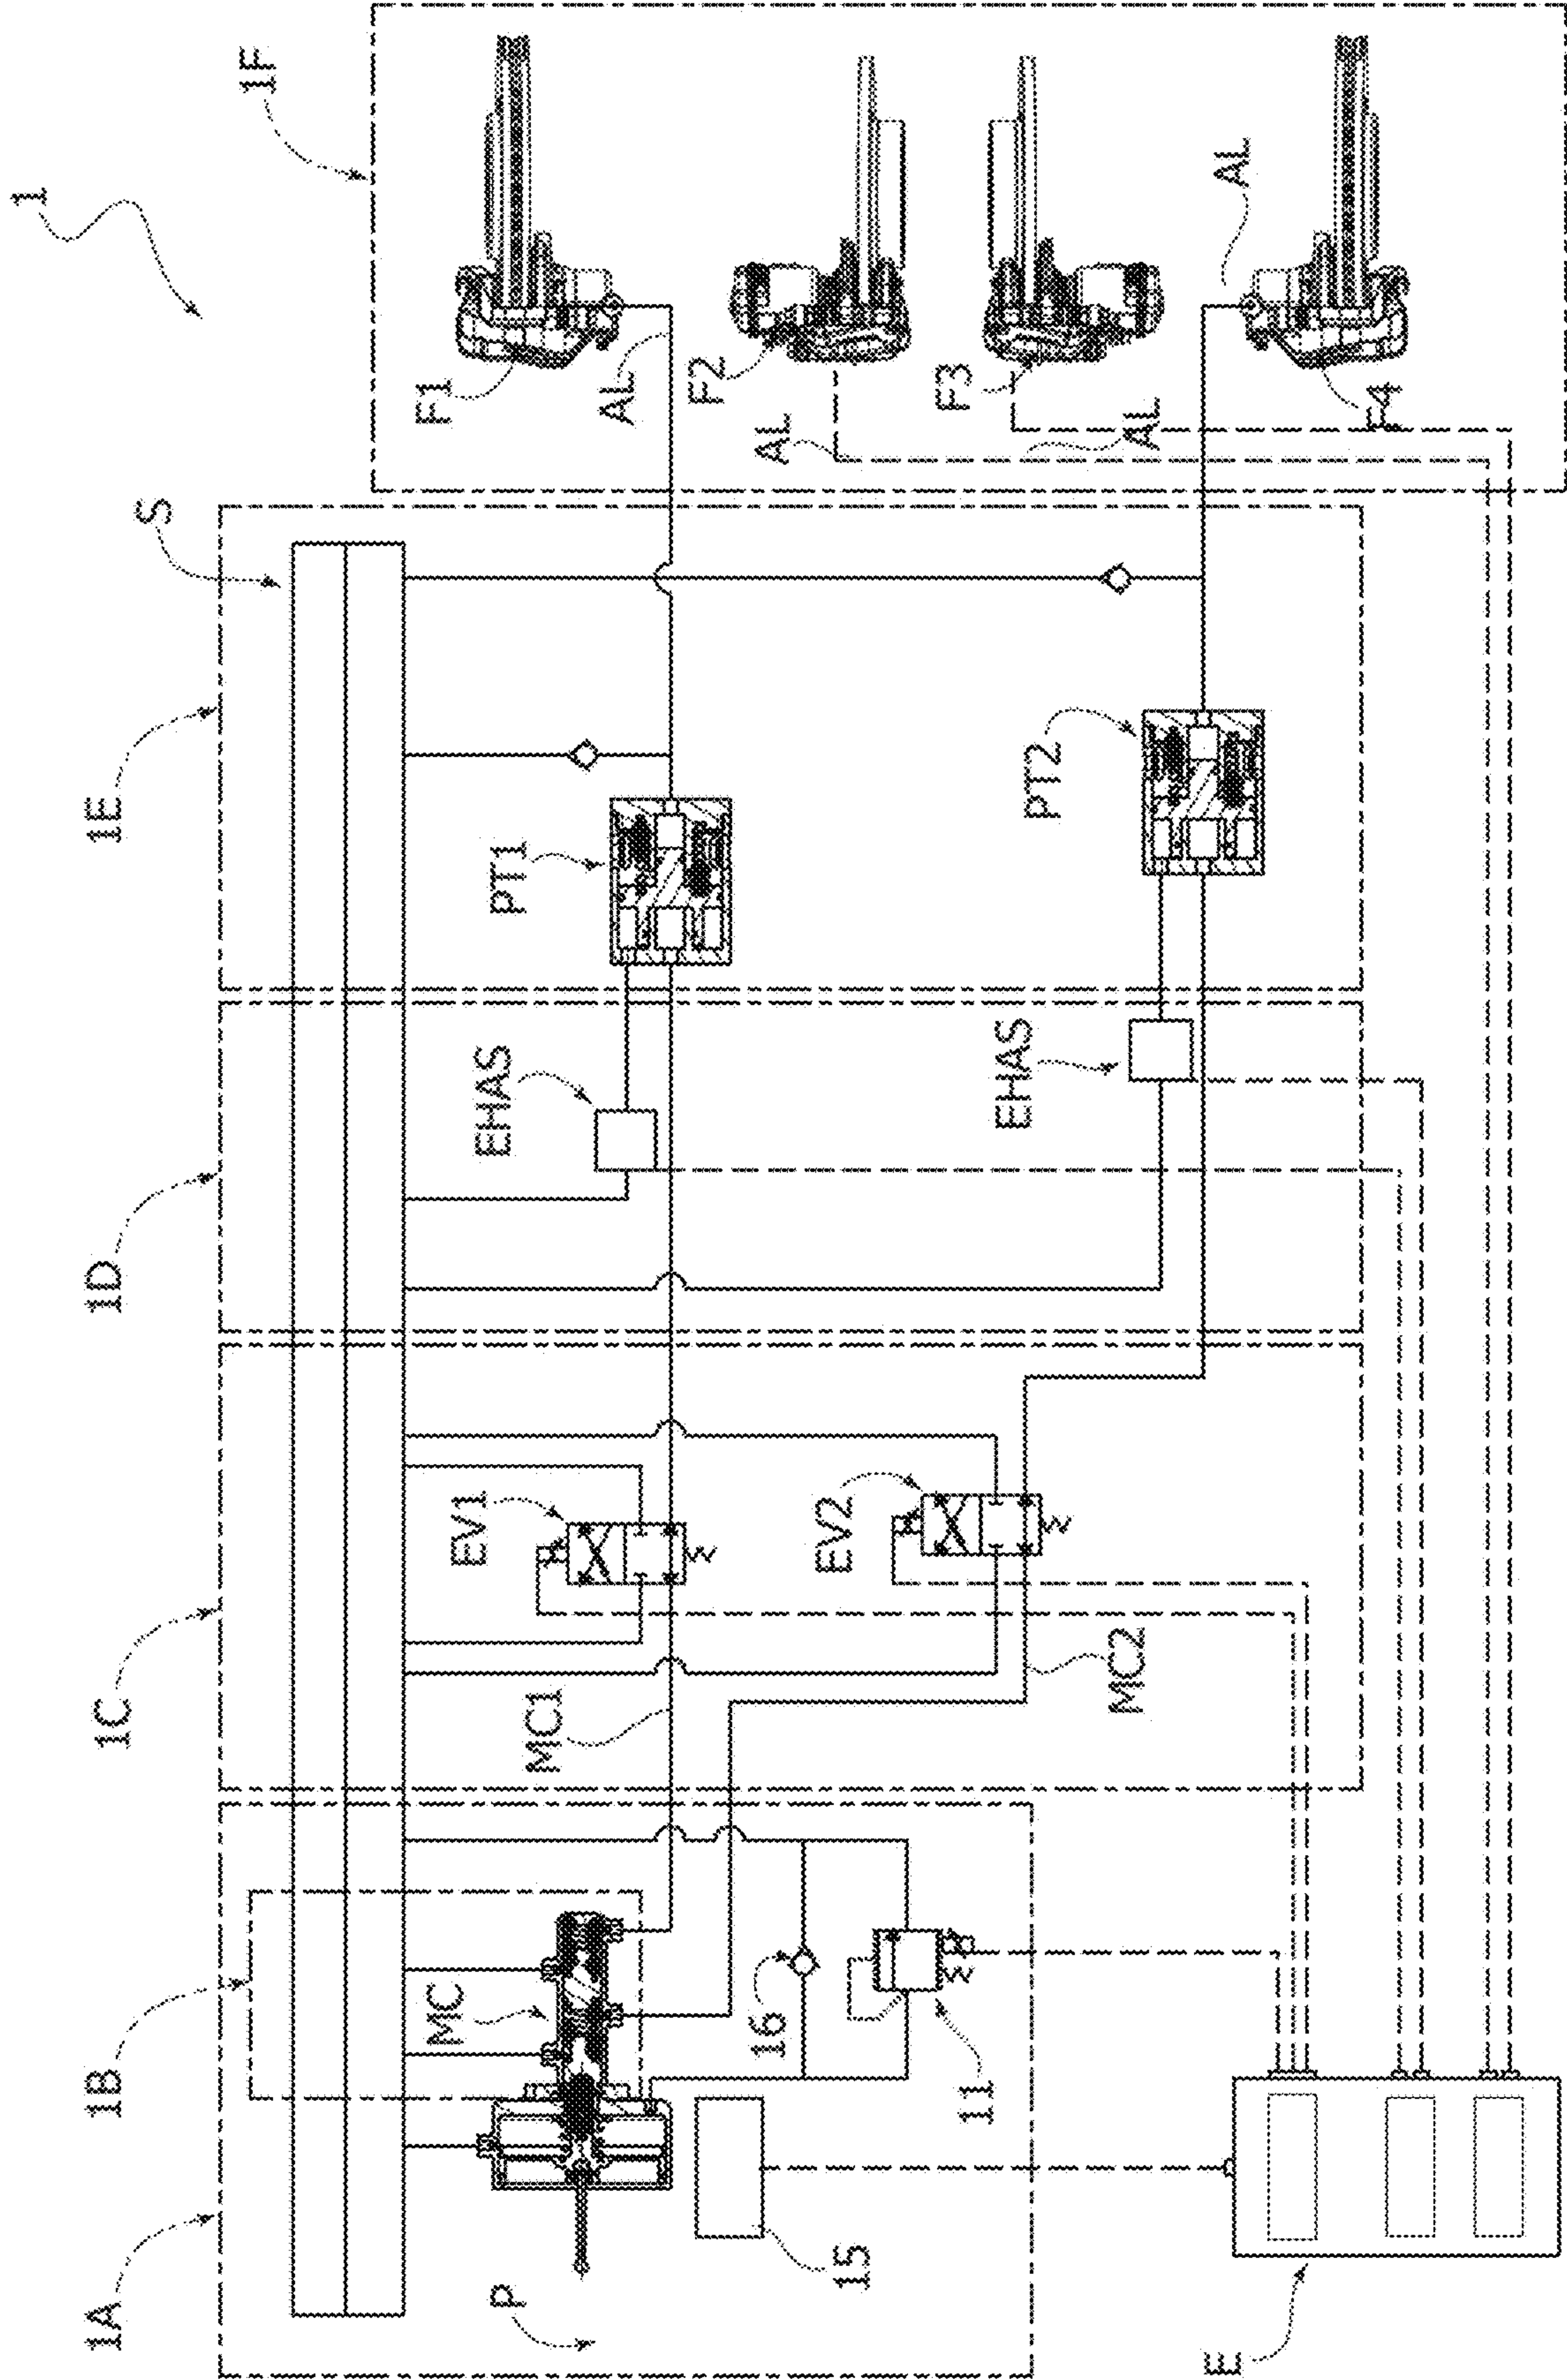 1
1A
1B
1C
1D
1E
1F
S
P
MC
MC1
MC2
EV1
EV2
EHAS
EHAS
PT1
PT2
F1
AL
F2
AL
F3
AL
F4
AL
15
16
11
E